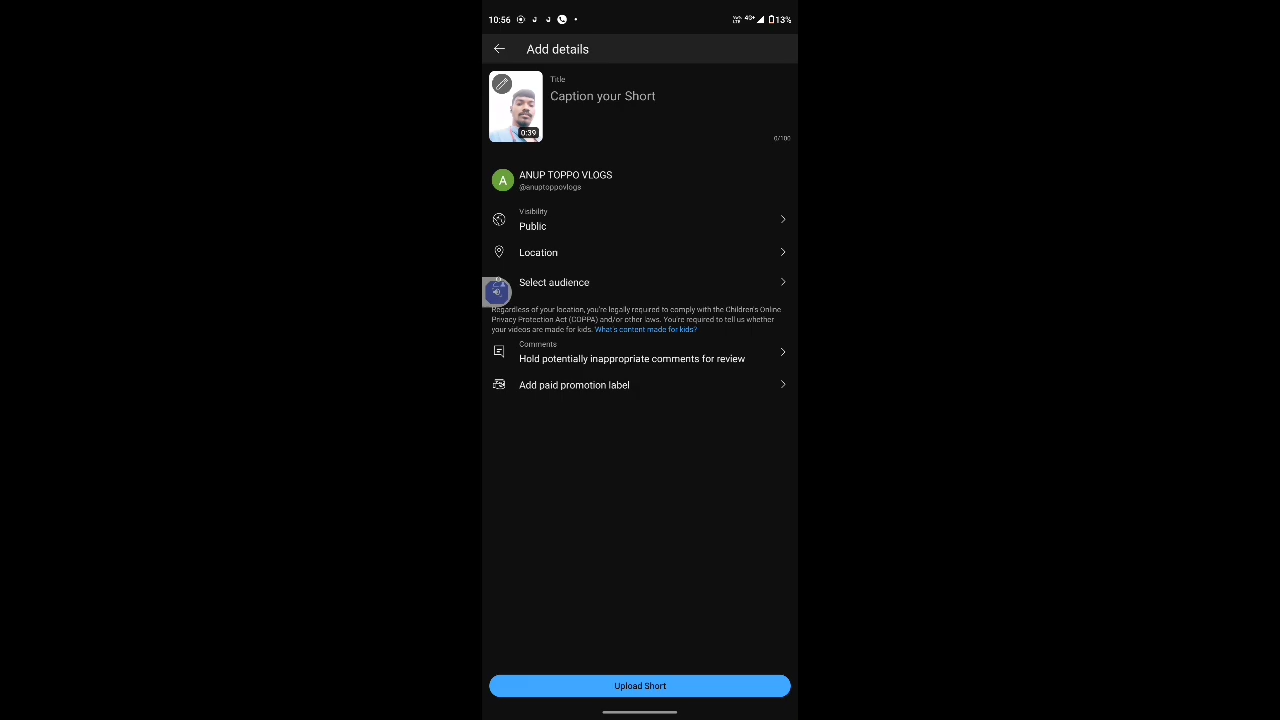 10:56
4G+ 13%
Add details
Title
Caption your Short
0:39
0/100
A
ANUP TOPPO VLOGS
@anuptoppovlogs
Visibility
Public
Location
Select audience
Regardless of your location, you're legally required to comply with the Children's Online
Privacy Protection Act (COPPA) and/or other laws. You're required to tell us whether
your videos are made for kids. What's content made for kids?
Comments
Hold potentially inappropriate comments for review
Add paid promotion label
Upload Short